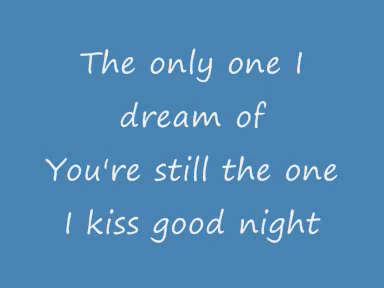 The only one I
dream of
You're still the one
I kiss good night